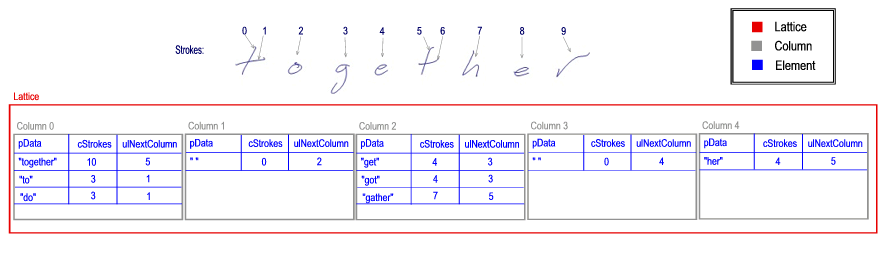 0 1 2 3 4 5 6 7 8 9
Strokes: together
Lattice
Column
Element
Lattice
Column 0 Column 1 Column 2 Column 3 Column 4
pData cStrokes ulNextColumn pData cStrokes ulNextColumn pData cStrokes ulNextColumn pData cStrokes ulNextColumn pData cStrokes ulNextColumn
"together" 10 5 " " 0 2 "get" 4 3 " " 0 4 "her" 4 5
"to" 3 1 "got" 4 3
"do" 3 1 "gather" 7 5